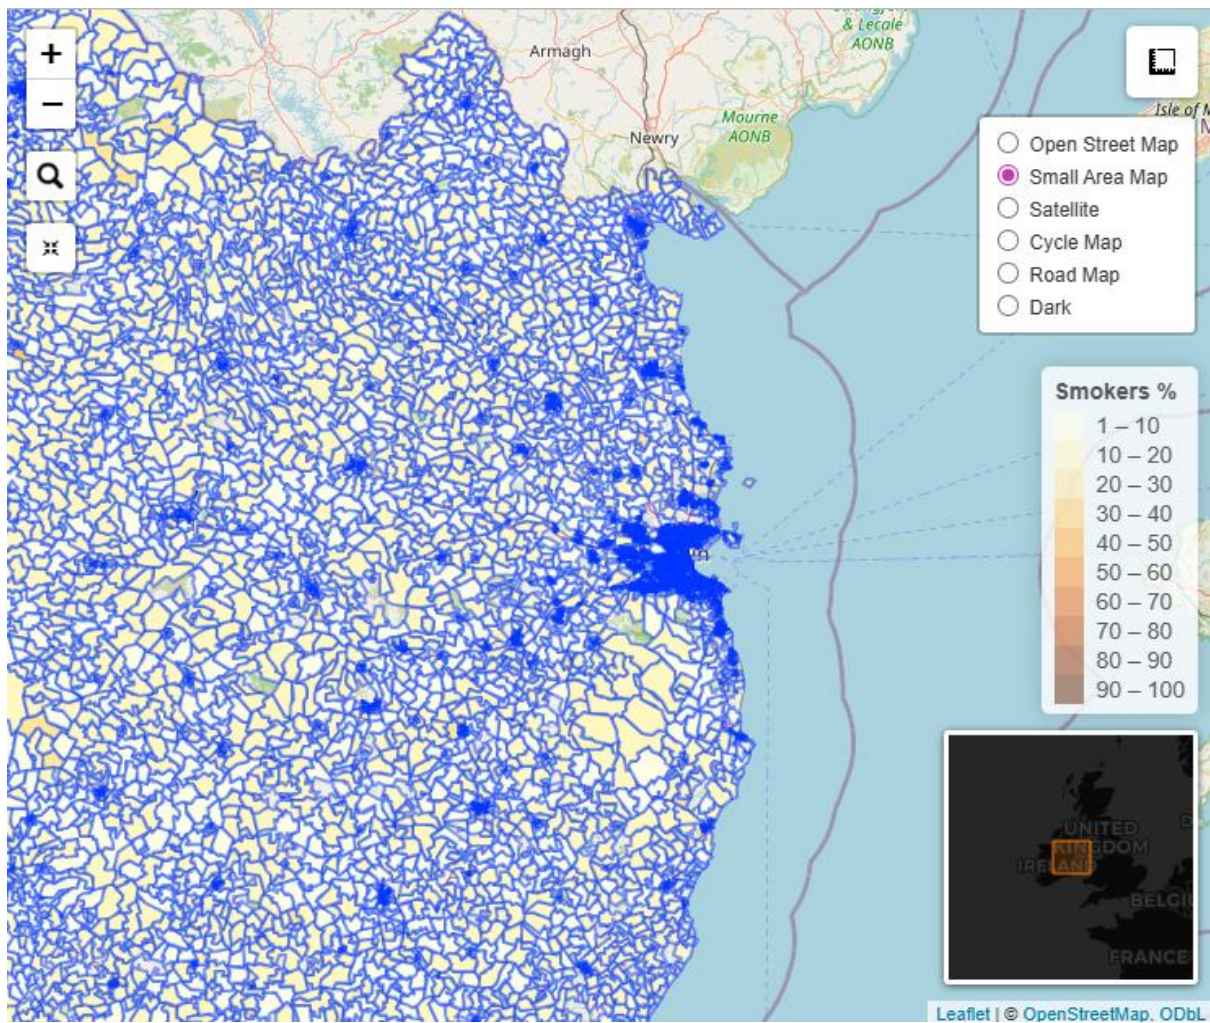 +
−
Armagh
& Lecale
AONB
Newry
Mourne
AONB
Isle of M
Open Street Map
Small Area Map
Satellite
Cycle Map
Road Map
Dark
Smokers %
1 – 10
10 – 20
20 – 30
30 – 40
40 – 50
50 – 60
60 – 70
70 – 80
80 – 90
90 – 100
UNITED
KINGDOM
IRELAND
BELGIU
FRANCE
Leaflet | © OpenStreetMap, ODbL